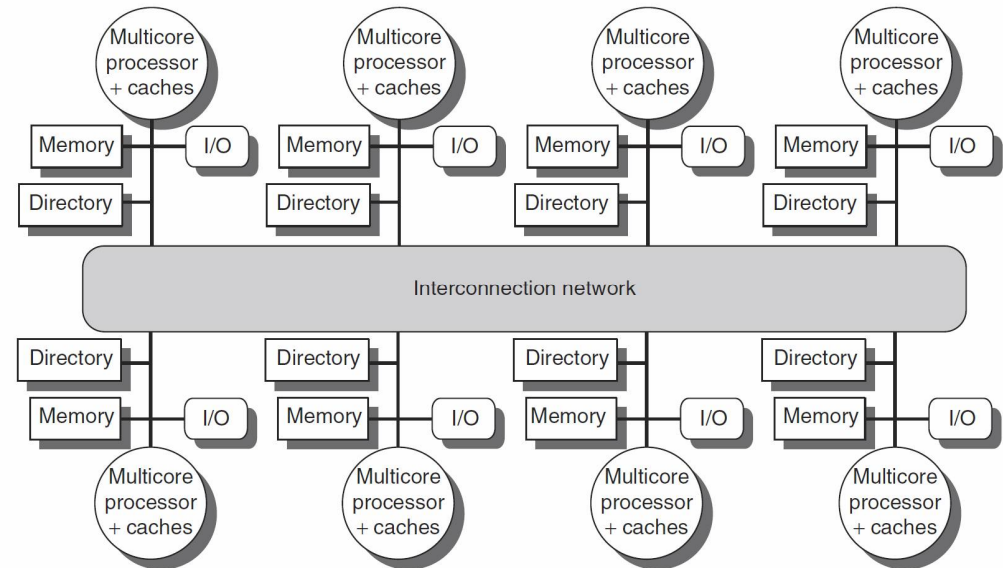 Multicore
processor
+ caches
Multicore
processor
+ caches
Multicore
processor
+ caches
Multicore
processor
+ caches
Memory
I/O
Memory
I/O
Memory
I/O
Memory
I/O
Directory
Directory
Directory
Directory
Interconnection network
Directory
Directory
Directory
Directory
Memory
I/O
Memory
I/O
Memory
I/O
Memory
I/O
Multicore
processor
+ caches
Multicore
processor
+ caches
Multicore
processor
+ caches
Multicore
processor
+ caches